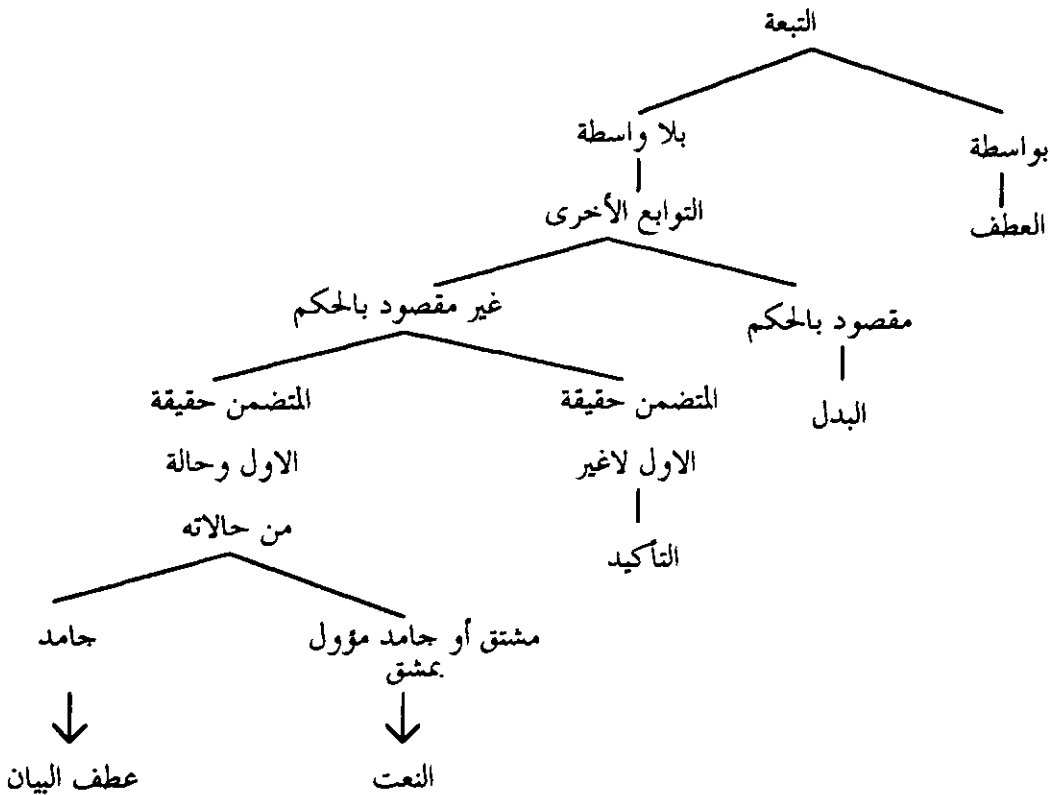 التبعة
بواسطة
بلا واسطة
العطف
التوابع الأخرى
مقصود بالحكم
غير مقصود بالحكم
البدل
المتضمن حقيقة
الاول لاغير
التأكيد
المتضمن حقيقة
الاول وحالة
من حالاته
مشتق أو جامد مؤول
بمشق
جامد
النعت
عطف البيان